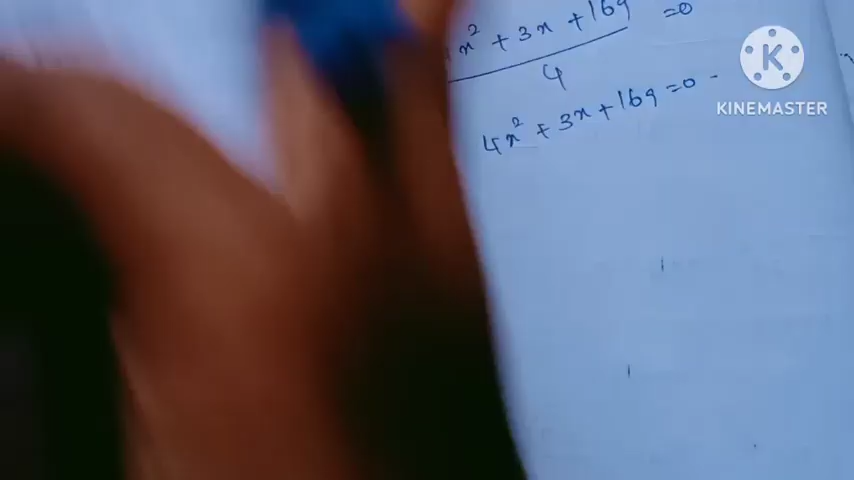 x² + 3x + 169 =0
4
4x² + 3x + 169 =0 -
K
KINEMASTER